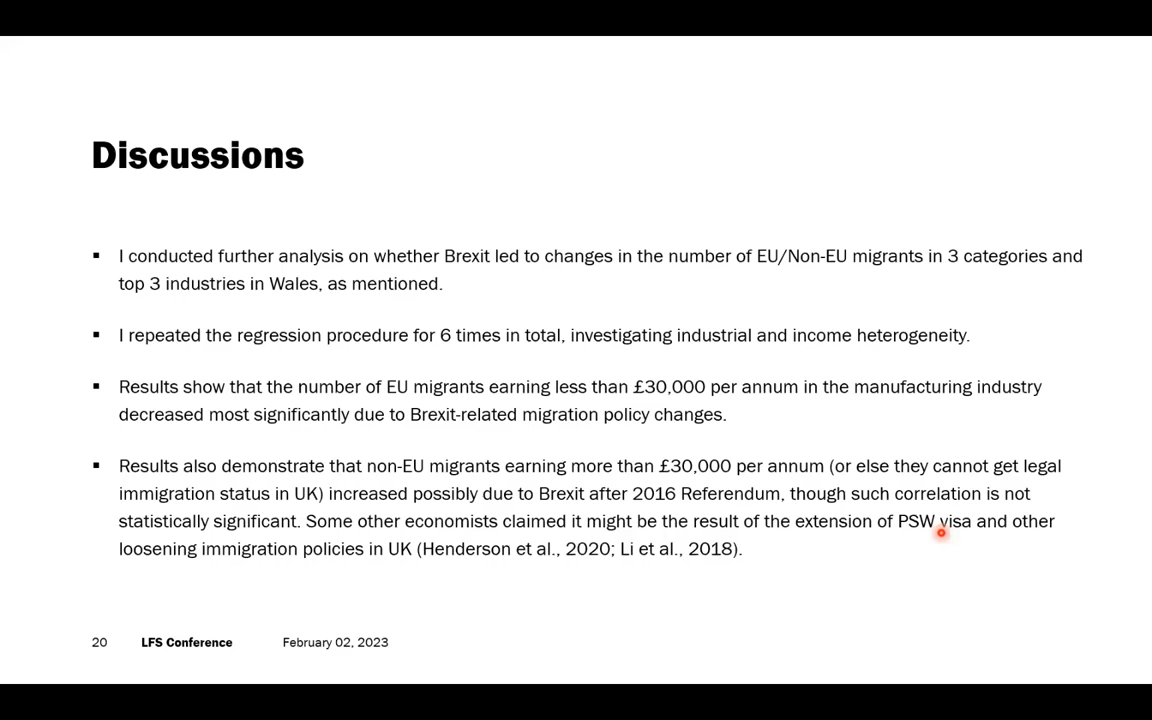 Discussions
▪ I conducted further analysis on whether Brexit led to changes in the number of EU/Non-EU migrants in 3 categories and
top 3 industries in Wales, as mentioned.
▪ I repeated the regression procedure for 6 times in total, investigating industrial and income heterogeneity.
▪ Results show that the number of EU migrants earning less than £30,000 per annum in the manufacturing industry
decreased most significantly due to Brexit-related migration policy changes.
▪ Results also demonstrate that non-EU migrants earning more than £30,000 per annum (or else they cannot get legal
immigration status in UK) increased possibly due to Brexit after 2016 Referendum, though such correlation is not
statistically significant. Some other economists claimed it might be the result of the extension of PSW visa and other
loosening immigration policies in UK (Henderson et al., 2020; Li et al., 2018).
20 LFS Conference February 02, 2023